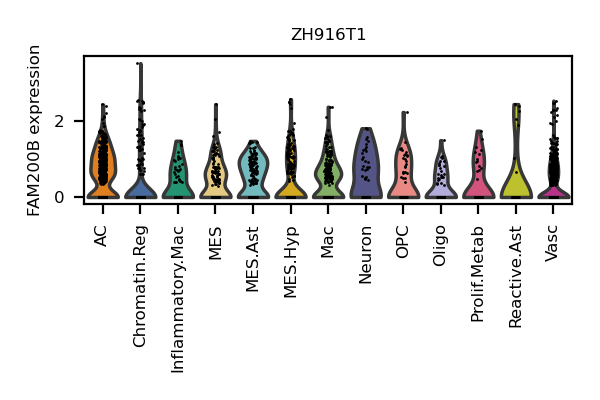 ZH916T1
FAM200B expression
2
0
AC
Chromatin.Reg
Inflammatory.Mac
MES
MES.Ast
MES.Hyp
Mac
Neuron
OPC
Oligo
Prolif.Metab
Reactive.Ast
Vasc